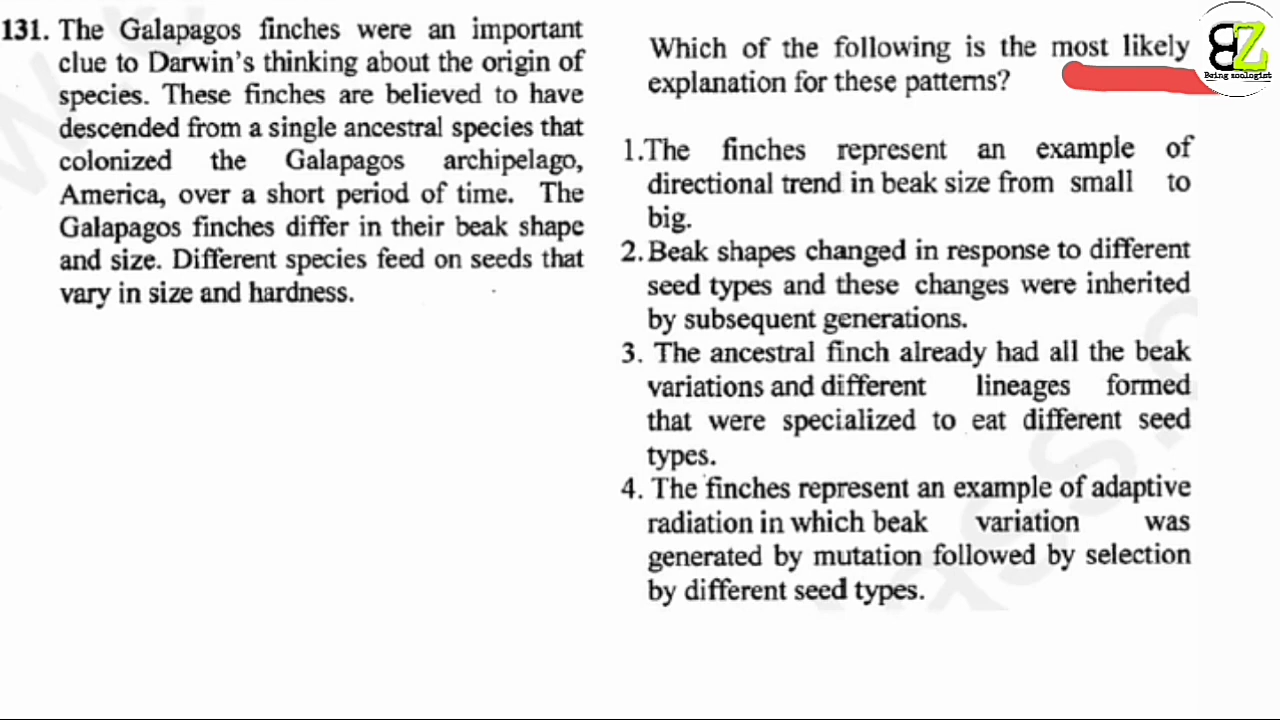 131. The Galapagos finches were an important
clue to Darwin's thinking about the origin of
species. These finches are believed to have
descended from a single ancestral species that
colonized the Galapagos archipelago,
America, over a short period of time. The
Galapagos finches differ in their beak shape
and size. Different species feed on seeds that
vary in size and hardness.
Which of the following is the most likely
explanation for these patterns?
1.The finches represent an example of
directional trend in beak size from small to
big.
2. Beak shapes changed in response to different
seed types and these changes were inherited
by subsequent generations.
3. The ancestral finch already had all the beak
variations and different lineages formed
that were specialized to eat different seed
types.
4. The finches represent an example of adaptive
radiation in which beak variation was
generated by mutation followed by selection
by different seed types.
BZ
Being zoologist